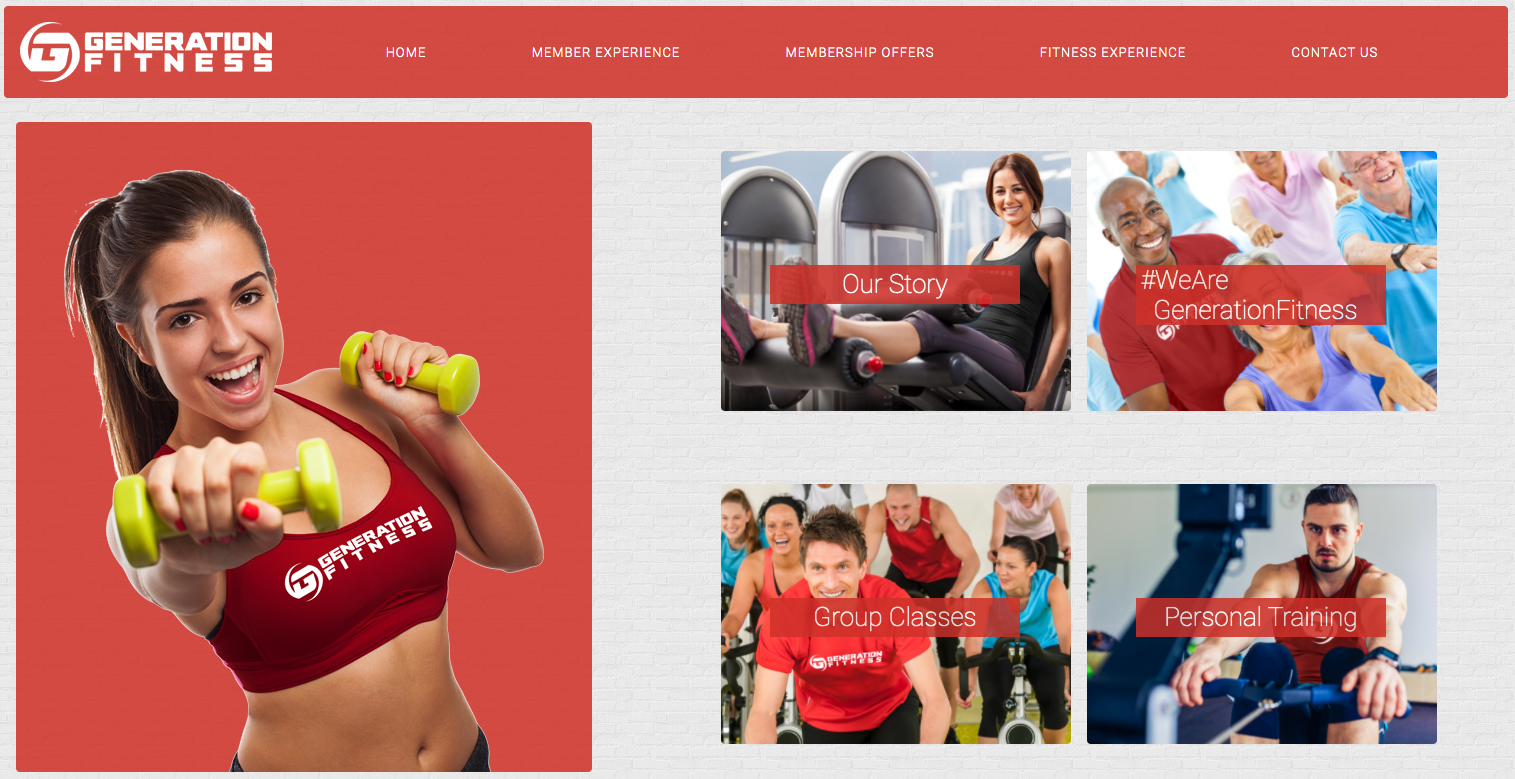 GENERATION
FITNESS
HOME
MEMBER EXPERIENCE
MEMBERSHIP OFFERS
FITNESS EXPERIENCE
CONTACT US
GENERATION
FITNESS
Our Story
#WeAre
GenerationFitness
Group Classes
GENERATION
FITNESS
Personal Training